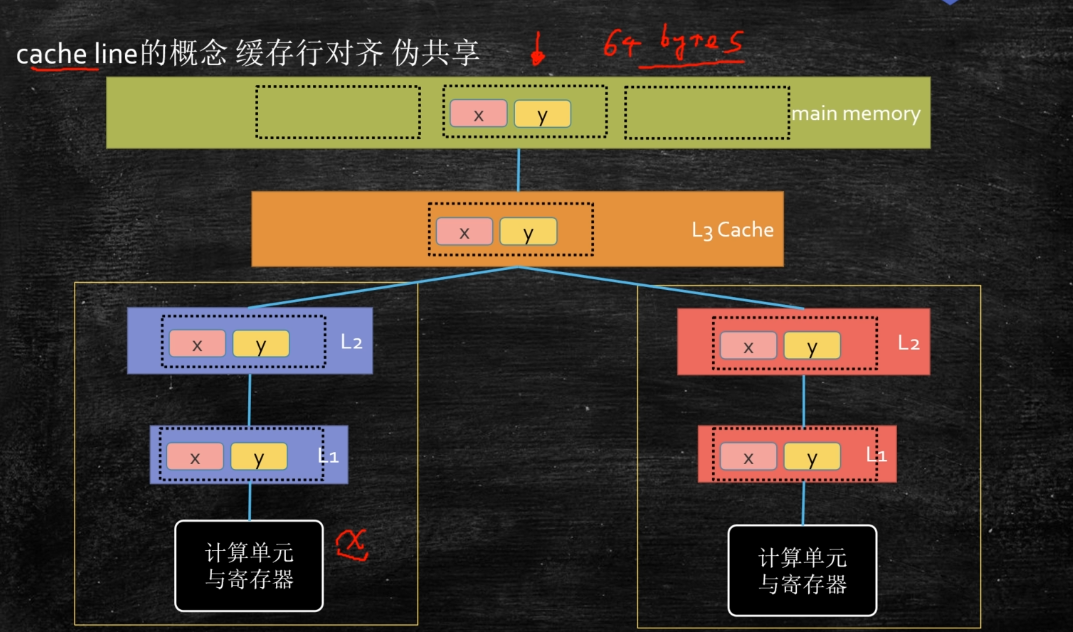 cache line的概念 缓存行对齐 伪共享
64 bytes
x y main memory
x y L3 Cache
x y L2
x y L2
x y L1
x y L1
计算单元
与寄存器
x
计算单元
与寄存器